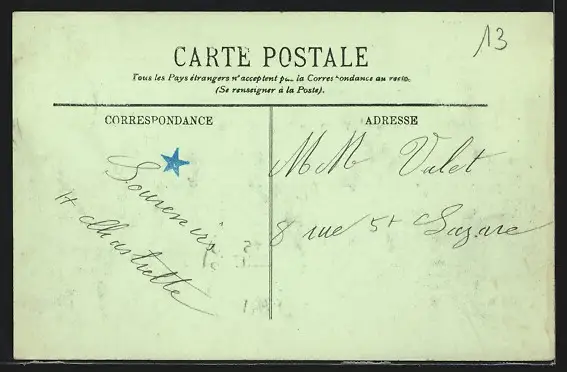 13
CARTE POSTALE
Tous les Pays étrangers n'acceptent pas la Correspondance au recto.
(Se renseigner à la Poste).
CORRESPONDANCE
ADRESSE
Souvenirs
H
MM Valet
8 rue St Lazare